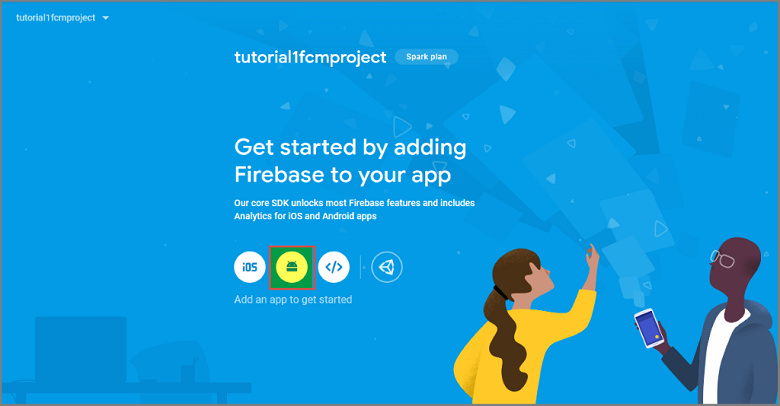 tutorial1fcmproject
tutorial1fcmproject Spark plan
Get started by adding
Firebase to your app
Our core SDK unlocks most Firebase features and includes
Analytics for iOS and Android apps
iOS </>
Add an app to get started